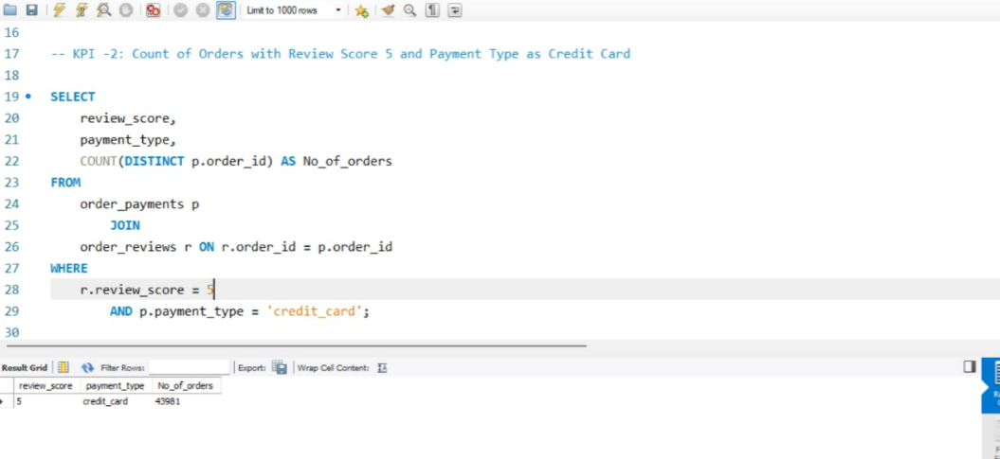 Limit to 1000 rows
16
17 -- KPI -2: Count of Orders with Review Score 5 and Payment Type as Credit Card
18
19 SELECT
20 review_score,
21 payment_type,
22 COUNT(DISTINCT p.order_id) AS No_of_orders
23 FROM
24 order_payments p
25 JOIN
26 order_reviews r ON r.order_id = p.order_id
27 WHERE
28 r.review_score = 5
29 AND p.payment_type = 'credit_card';
30
Result Grid Filter Rows: Export: Wrap Cell Content:
review_score payment_type No_of_orders
5 credit_card 43981